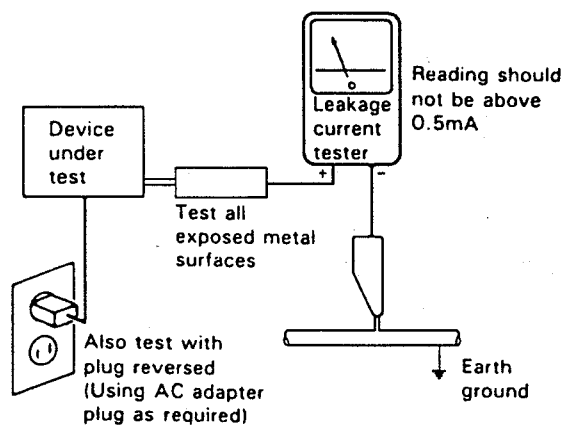 Reading should
not be above
0.5mA
Leakage
current
tester
+
-
Device
under
test
Test all
exposed metal
surfaces
Also test with
plug reversed
(Using AC adapter
plug as required)
Earth
ground